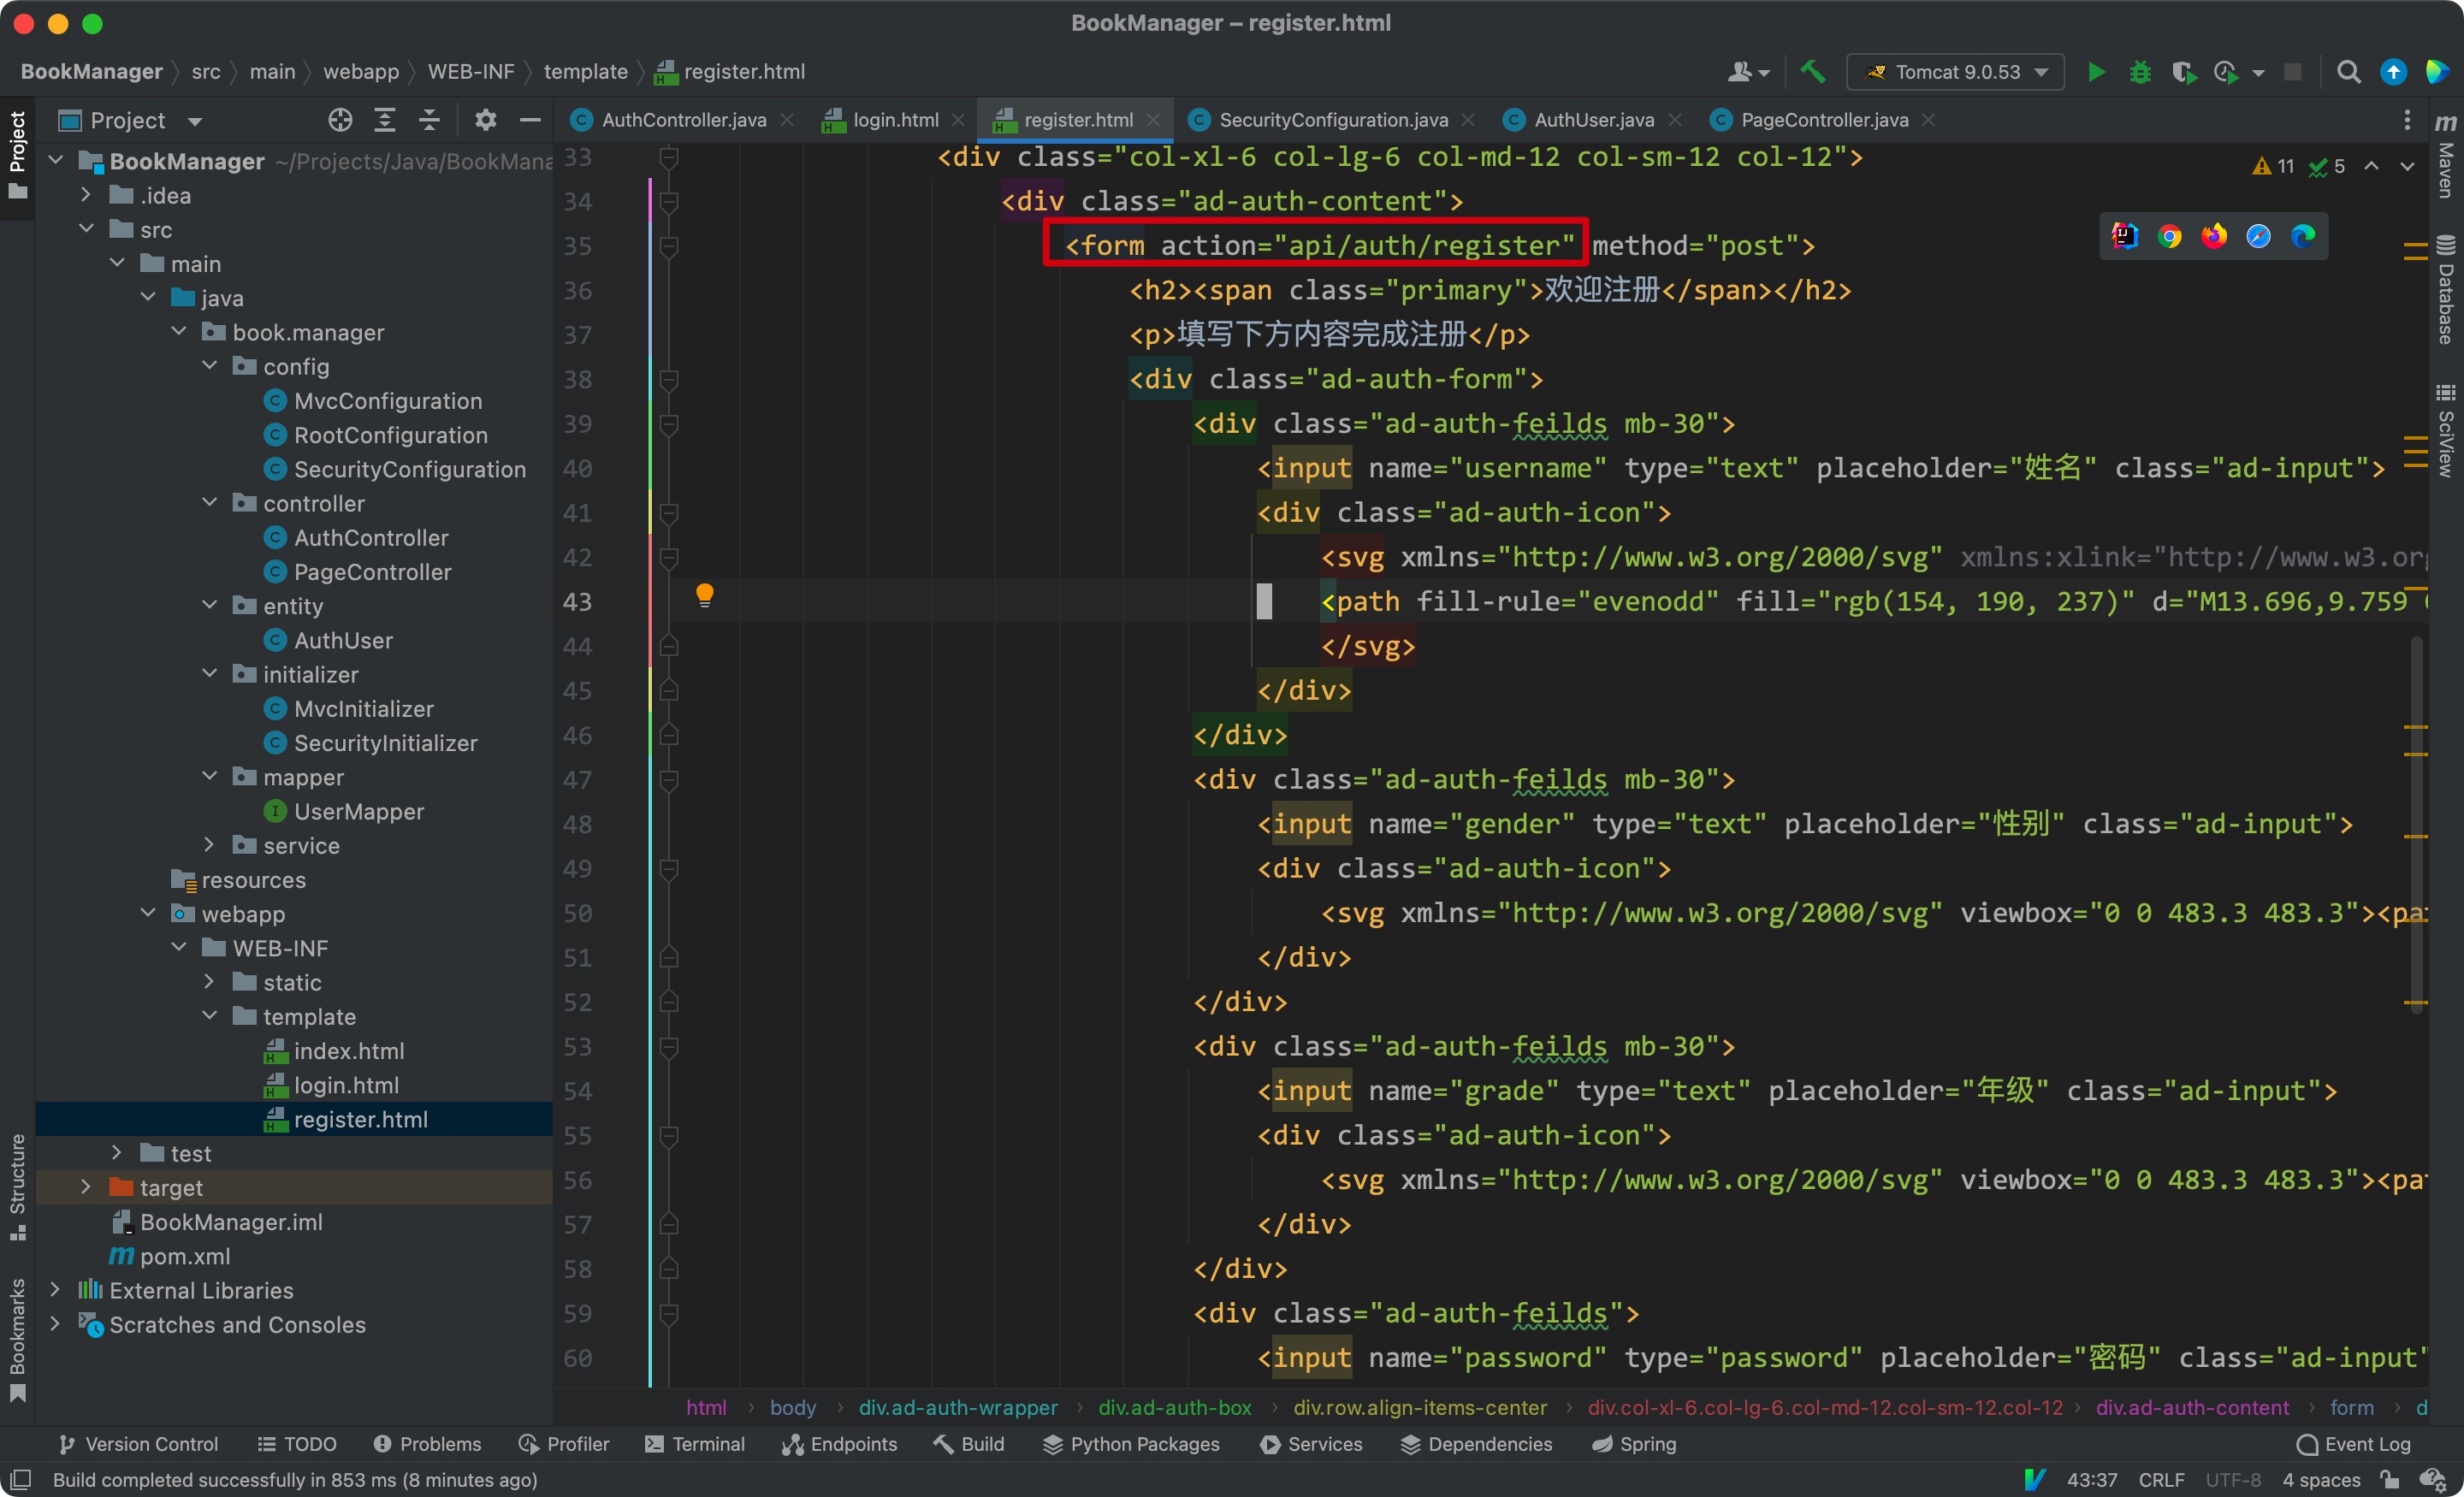 BookManager – register.html
BookManager src main webapp WEB-INF template register.html
Tomcat 9.0.53
Project
AuthController.java login.html register.html SecurityConfiguration.java AuthUser.java PageController.java
Project
Structure
Bookmarks
BookManager ~/Projects/Java/BookMana
.idea
src
main
java
book.manager
config
MvcConfiguration
RootConfiguration
SecurityConfiguration
controller
AuthController
PageController
entity
AuthUser
initializer
MvcInitializer
SecurityInitializer
mapper
UserMapper
service
resources
webapp
WEB-INF
static
template
index.html
login.html
register.html
test
target
BookManager.iml
pom.xml
External Libraries
Scratches and Consoles
11 5
33 <div class="col-xl-6 col-lg-6 col-md-12 col-sm-12 col-12">
34 <div class="ad-auth-content">
35 <form action="api/auth/register" method="post">
36 <h2><span class="primary">欢迎注册</span></h2>
37 <p>填写下方内容完成注册</p>
38 <div class="ad-auth-form">
39 <div class="ad-auth-feilds mb-30">
40 <input name="username" type="text" placeholder="姓名" class="ad-input">
41 <div class="ad-auth-icon">
42 <svg xmlns="http://www.w3.org/2000/svg" xmlns:xlink="http://www.w3.org
43 <path fill-rule="evenodd" fill="rgb(154, 190, 237)" d="M13.696,9.759
44 </svg>
45 </div>
46 </div>
47 <div class="ad-auth-feilds mb-30">
48 <input name="gender" type="text" placeholder="性别" class="ad-input">
49 <div class="ad-auth-icon">
50 <svg xmlns="http://www.w3.org/2000/svg" viewbox="0 0 483.3 483.3"><pa
51 </div>
52 </div>
53 <div class="ad-auth-feilds mb-30">
54 <input name="grade" type="text" placeholder="年级" class="ad-input">
55 <div class="ad-auth-icon">
56 <svg xmlns="http://www.w3.org/2000/svg" viewbox="0 0 483.3 483.3"><pa
57 </div>
58 </div>
59 <div class="ad-auth-feilds">
60 <input name="password" type="password" placeholder="密码" class="ad-input"
Maven
Database
SciView
html body div.ad-auth-wrapper div.ad-auth-box div.row.align-items-center div.col-xl-6.col-lg-6.col-md-12.col-sm-12.col-12 div.ad-auth-content form d
Version Control TODO Problems Profiler Terminal Endpoints Build Python Packages Services Dependencies Spring Event Log
Build completed successfully in 853 ms (8 minutes ago) 43:37 CRLF UTF-8 4 spaces